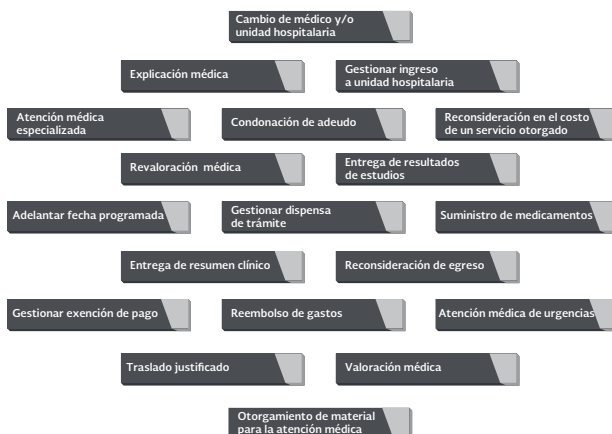 Cambio de médico y/o
unidad hospitalaria
Explicación médica
Gestionar ingreso
a unidad hospitalaria
Atención médica
especializada
Condonación de adeudo
Reconsideración en el costo
de un servicio otorgado
Revaloración médica
Entrega de resultados
de estudios
Adelantar fecha programada
Gestionar dispensa
de trámite
Suministro de medicamentos
Entrega de resumen clínico
Reconsideración de egreso
Gestionar exención de pago
Reembolso de gastos
Atención médica de urgencias
Traslado justificado
Valoración médica
Otorgamiento de material
para la atención médica